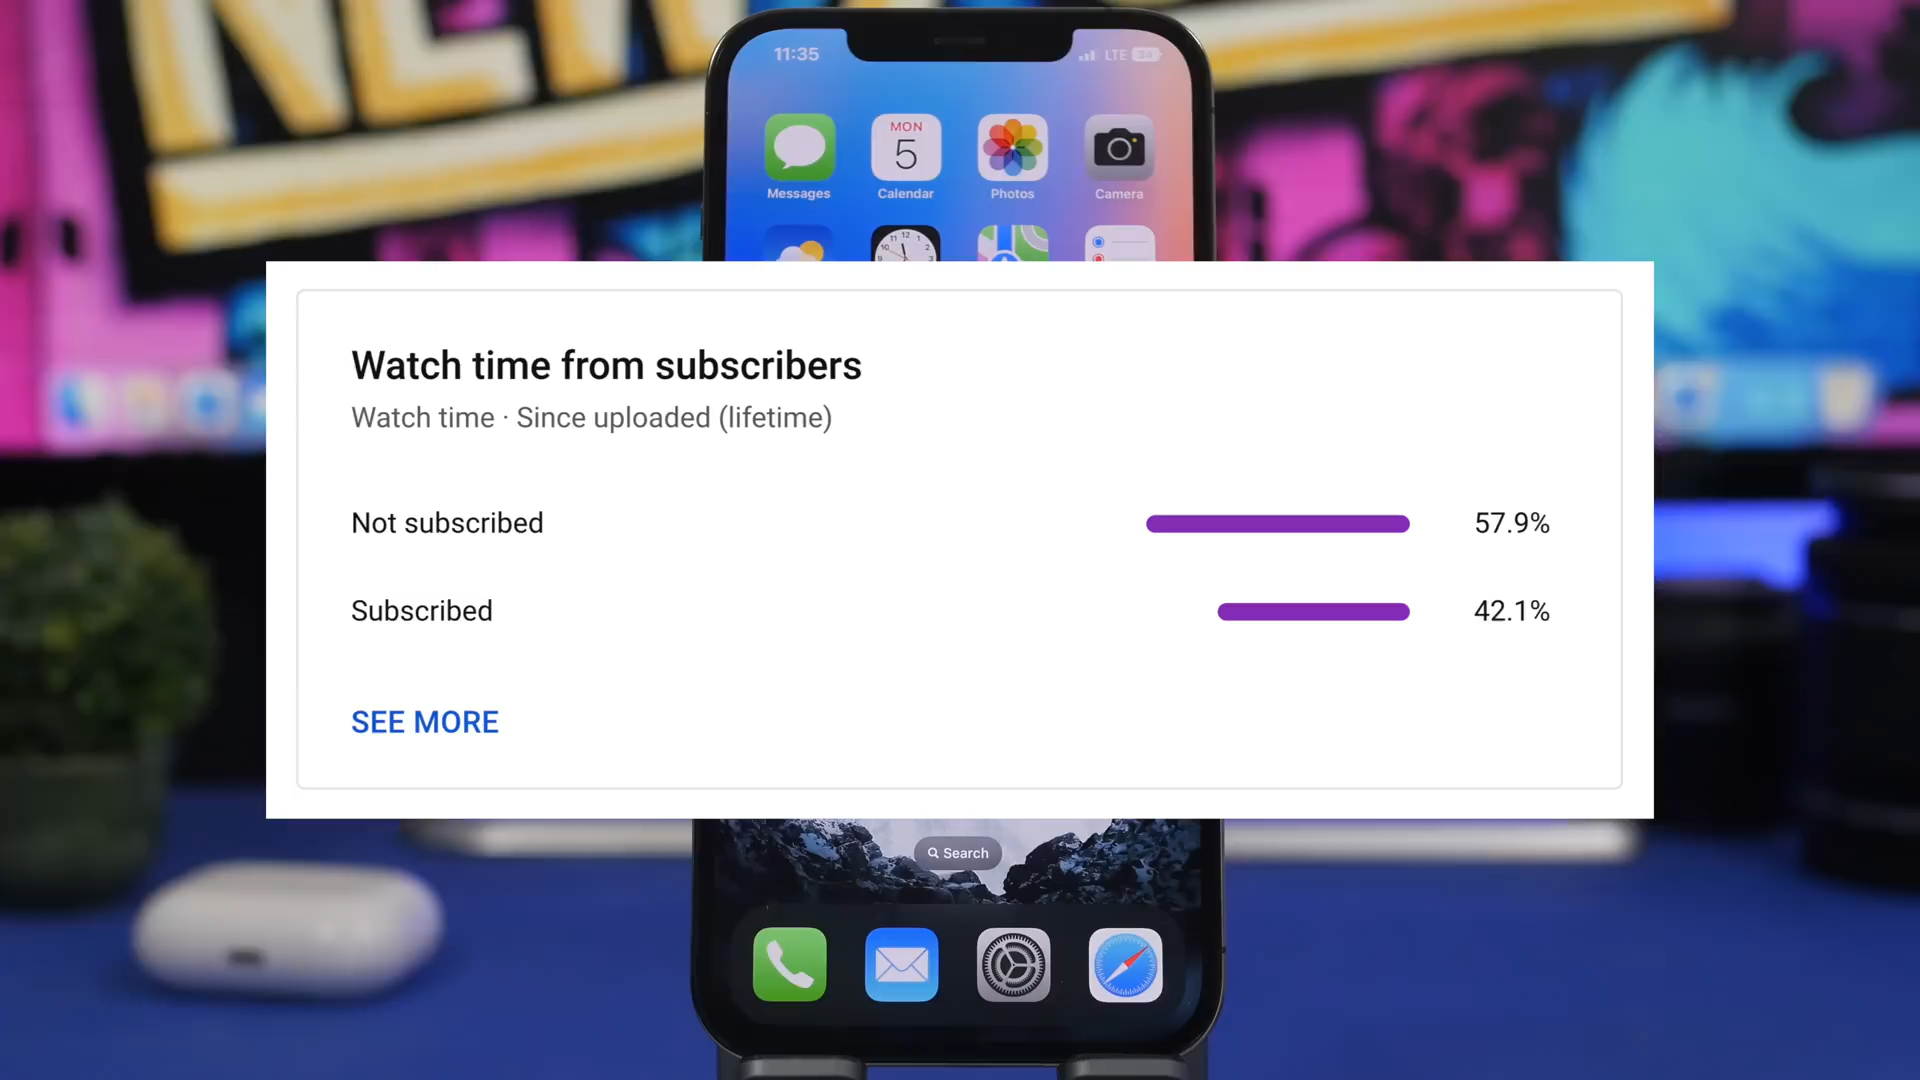 11:35
LTE
Messages
MON
5
Calendar
Photos
Camera
Watch time from subscribers
Watch time · Since uploaded (lifetime)
Not subscribed
57.9%
Subscribed
42.1%
SEE MORE
Search